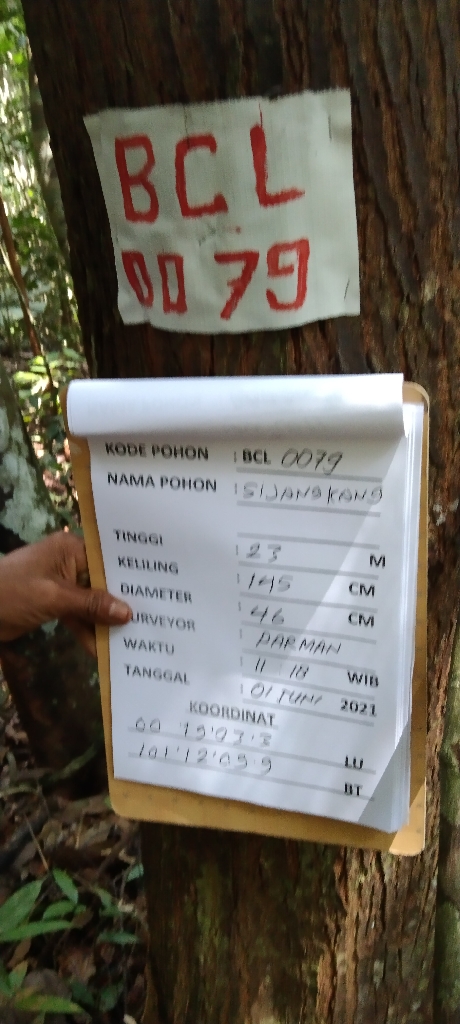 BCL
0079
KODE POHON : BCL 0079
NAMA POHON : SIJANGKANG
TINGGI : 23 M
KELILING : 145 CM
DIAMETER : 46 CM
SURVEYOR : PARMAN
WAKTU : 11 : 18 WIB
TANGGAL : 01 JUNI 2021
KOORDINAT
00 15'03'3 LU
101'12'05'9 BT